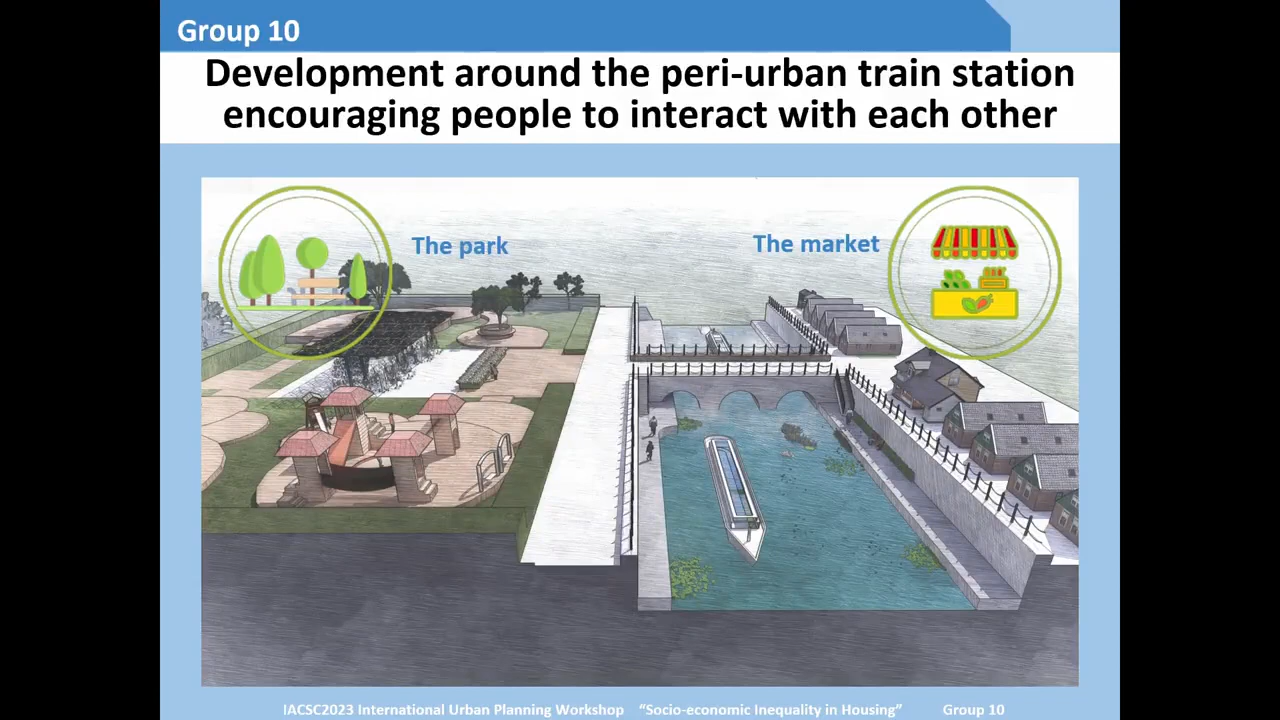 Group 10
Development around the peri-urban train station
encouraging people to interact with each other
The park
The market
IACSC2023 International Urban Planning Workshop “Socio-economic Inequality in Housing” Group 10